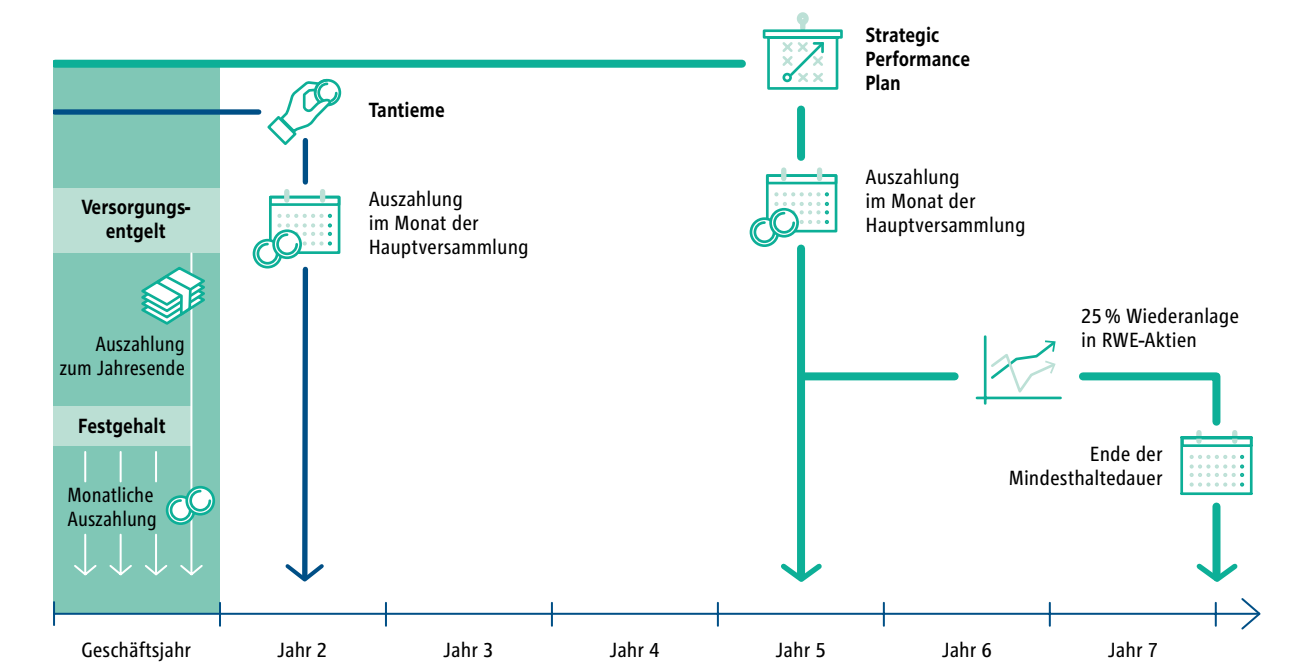 Strategic
Performance
Plan
Tantieme
Versorgungs-
entgelt
Auszahlung
im Monat der
Hauptversammlung
Auszahlung
im Monat der
Hauptversammlung
Auszahlung
zum Jahresende
25 % Wiederanlage
in RWE-Aktien
Festgehalt
Ende der
Mindesthaltedauer
Monatliche
Auszahlung
Geschäftsjahr
Jahr 2
Jahr 3
Jahr 4
Jahr 5
Jahr 6
Jahr 7